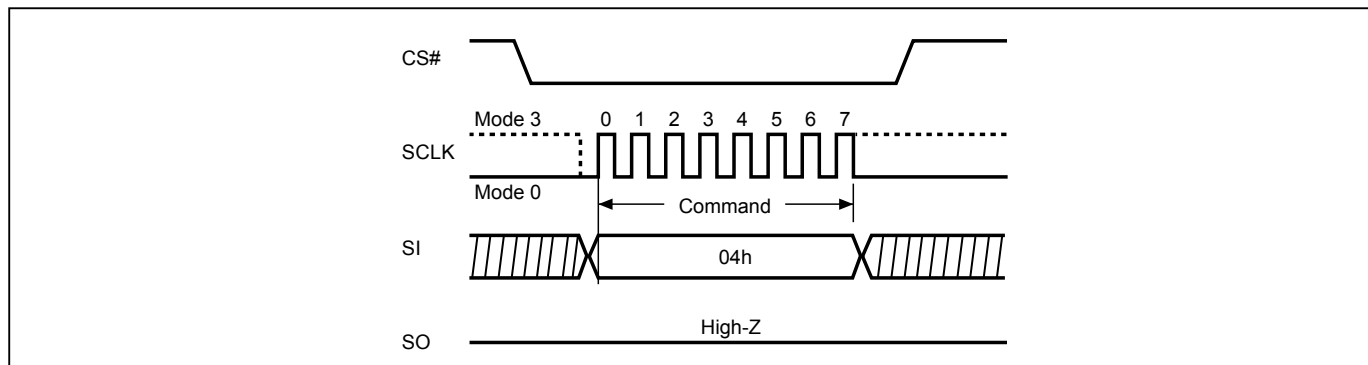 CS#
Mode 3 0 1 2 3 4 5 6 7
SCLK
Mode 0
Command
SI 04h
High-Z
SO